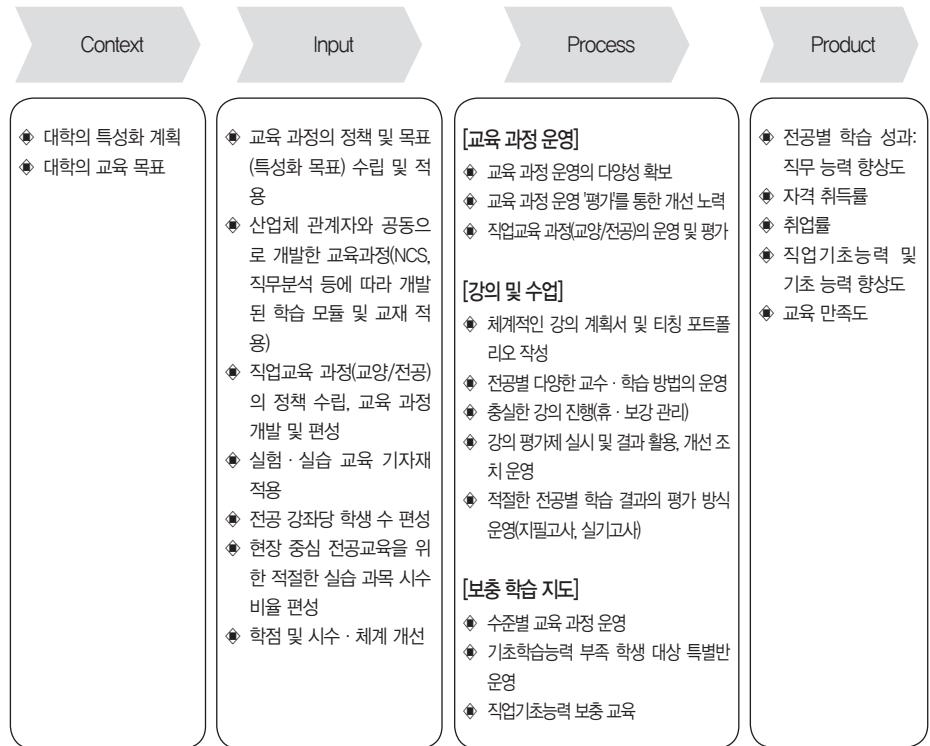 Context
Input
Process
Product
◈ 대학의 특성화 계획
◈ 대학의 교육 목표
◈ 교육 과정의 정책 및 목표
(특성화 목표) 수립 및 적
용
◈ 산업체 관계자와 공동으
로 개발한 교육과정(NCS,
직무분석 등에 따라 개발
된 학습 모듈 및 교재 적
용)
◈ 직업교육 과정(교양/전공)
의 정책 수립, 교육 과정
개발 및 편성
◈ 실험 · 실습 교육 기자재
적용
◈ 전공 강좌당 학생 수 편성
◈ 현장 중심 전공교육을 위
한 적절한 실습 과목 시수
비율 편성
◈ 학점 및 시수 · 체계 개선
[교육 과정 운영]
◈ 교육 과정 운영의 다양성 확보
◈ 교육 과정 운영 '평가'를 통한 개선 노력
◈ 직업교육 과정(교양/전공)의 운영 및 평가
[강의 및 수업]
◈ 체계적인 강의 계획서 및 티칭 포트폴
리오 작성
◈ 전공별 다양한 교수 · 학습 방법의 운영
◈ 충실한 강의 진행(휴 · 보강 관리)
◈ 강의 평가제 실시 및 결과 활용, 개선 조
치 운영
◈ 적절한 전공별 학습 결과의 평가 방식
운영(지필고사, 실기고사)
[보충 학습 지도]
◈ 수준별 교육 과정 운영
◈ 기초학습능력 부족 학생 대상 특별반
운영
◈ 직업기초능력 보충 교육
◈ 전공별 학습 성과:
직무 능력 향상도
◈ 자격 취득률
◈ 취업률
◈ 직업기초능력 및
기초 능력 향상도
◈ 교육 만족도